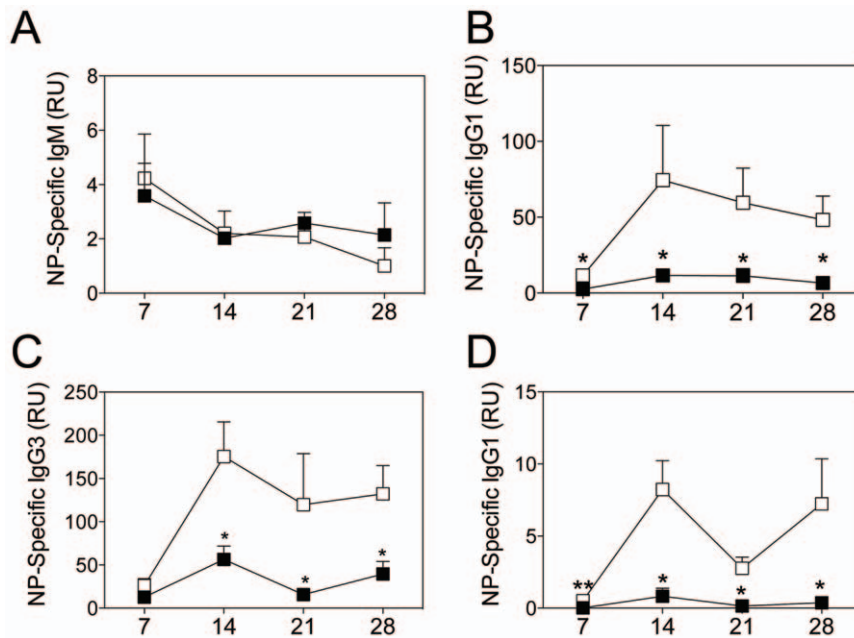 A
NP-Specific IgM (RU)
8
6
4
2
0
7 14 21 28
B
NP-Specific IgG1 (RU)
150
100
50
0
* * * *
7 14 21 28
C
NP-Specific IgG3 (RU)
250
200
150
100
50
0
* * *
7 14 21 28
D
NP-Specific IgG1 (RU)
15
10
5
0
** * * *
7 14 21 28